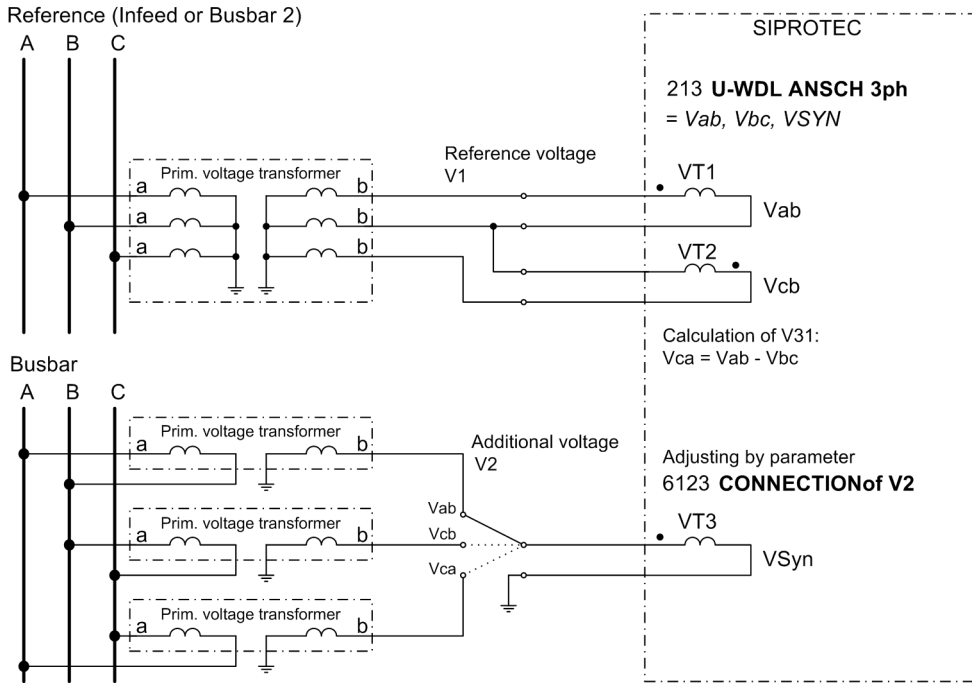 Reference (Infeed or Busbar 2)
A B C
SIPROTEC
213 U-WDL ANSCH 3ph
= Vab, Vbc, VSYN
Prim. voltage transformer
Reference voltage
V1
a b
a b
a b
VT1
Vab
VT2
Vcb
Calculation of V31:
Vca = Vab - Vbc
Busbar
A B C
Prim. voltage transformer
a b
Additional voltage
V2
Adjusting by parameter
6123 CONNECTIONof V2
Vab
Prim. voltage transformer
a b
Vcb
Vca
VT3
VSyn
Prim. voltage transformer
a b